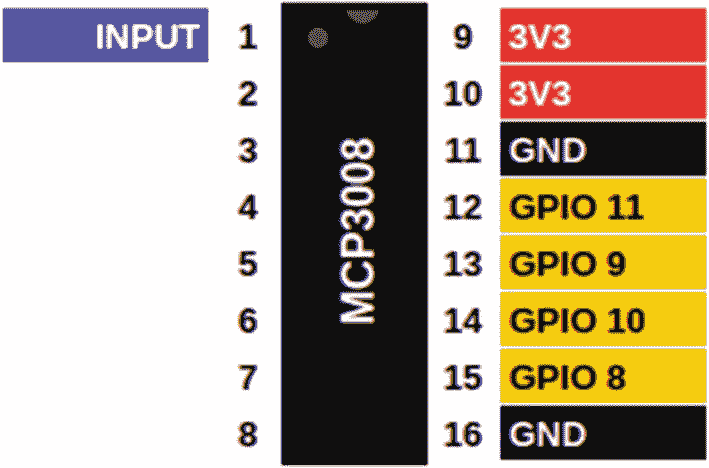 INPUT 1 9 3V3
2 10 3V3
3 11 GND
4 12 GPIO 11
5 13 GPIO 9
6 14 GPIO 10
7 15 GPIO 8
8 16 GND
MCP3008